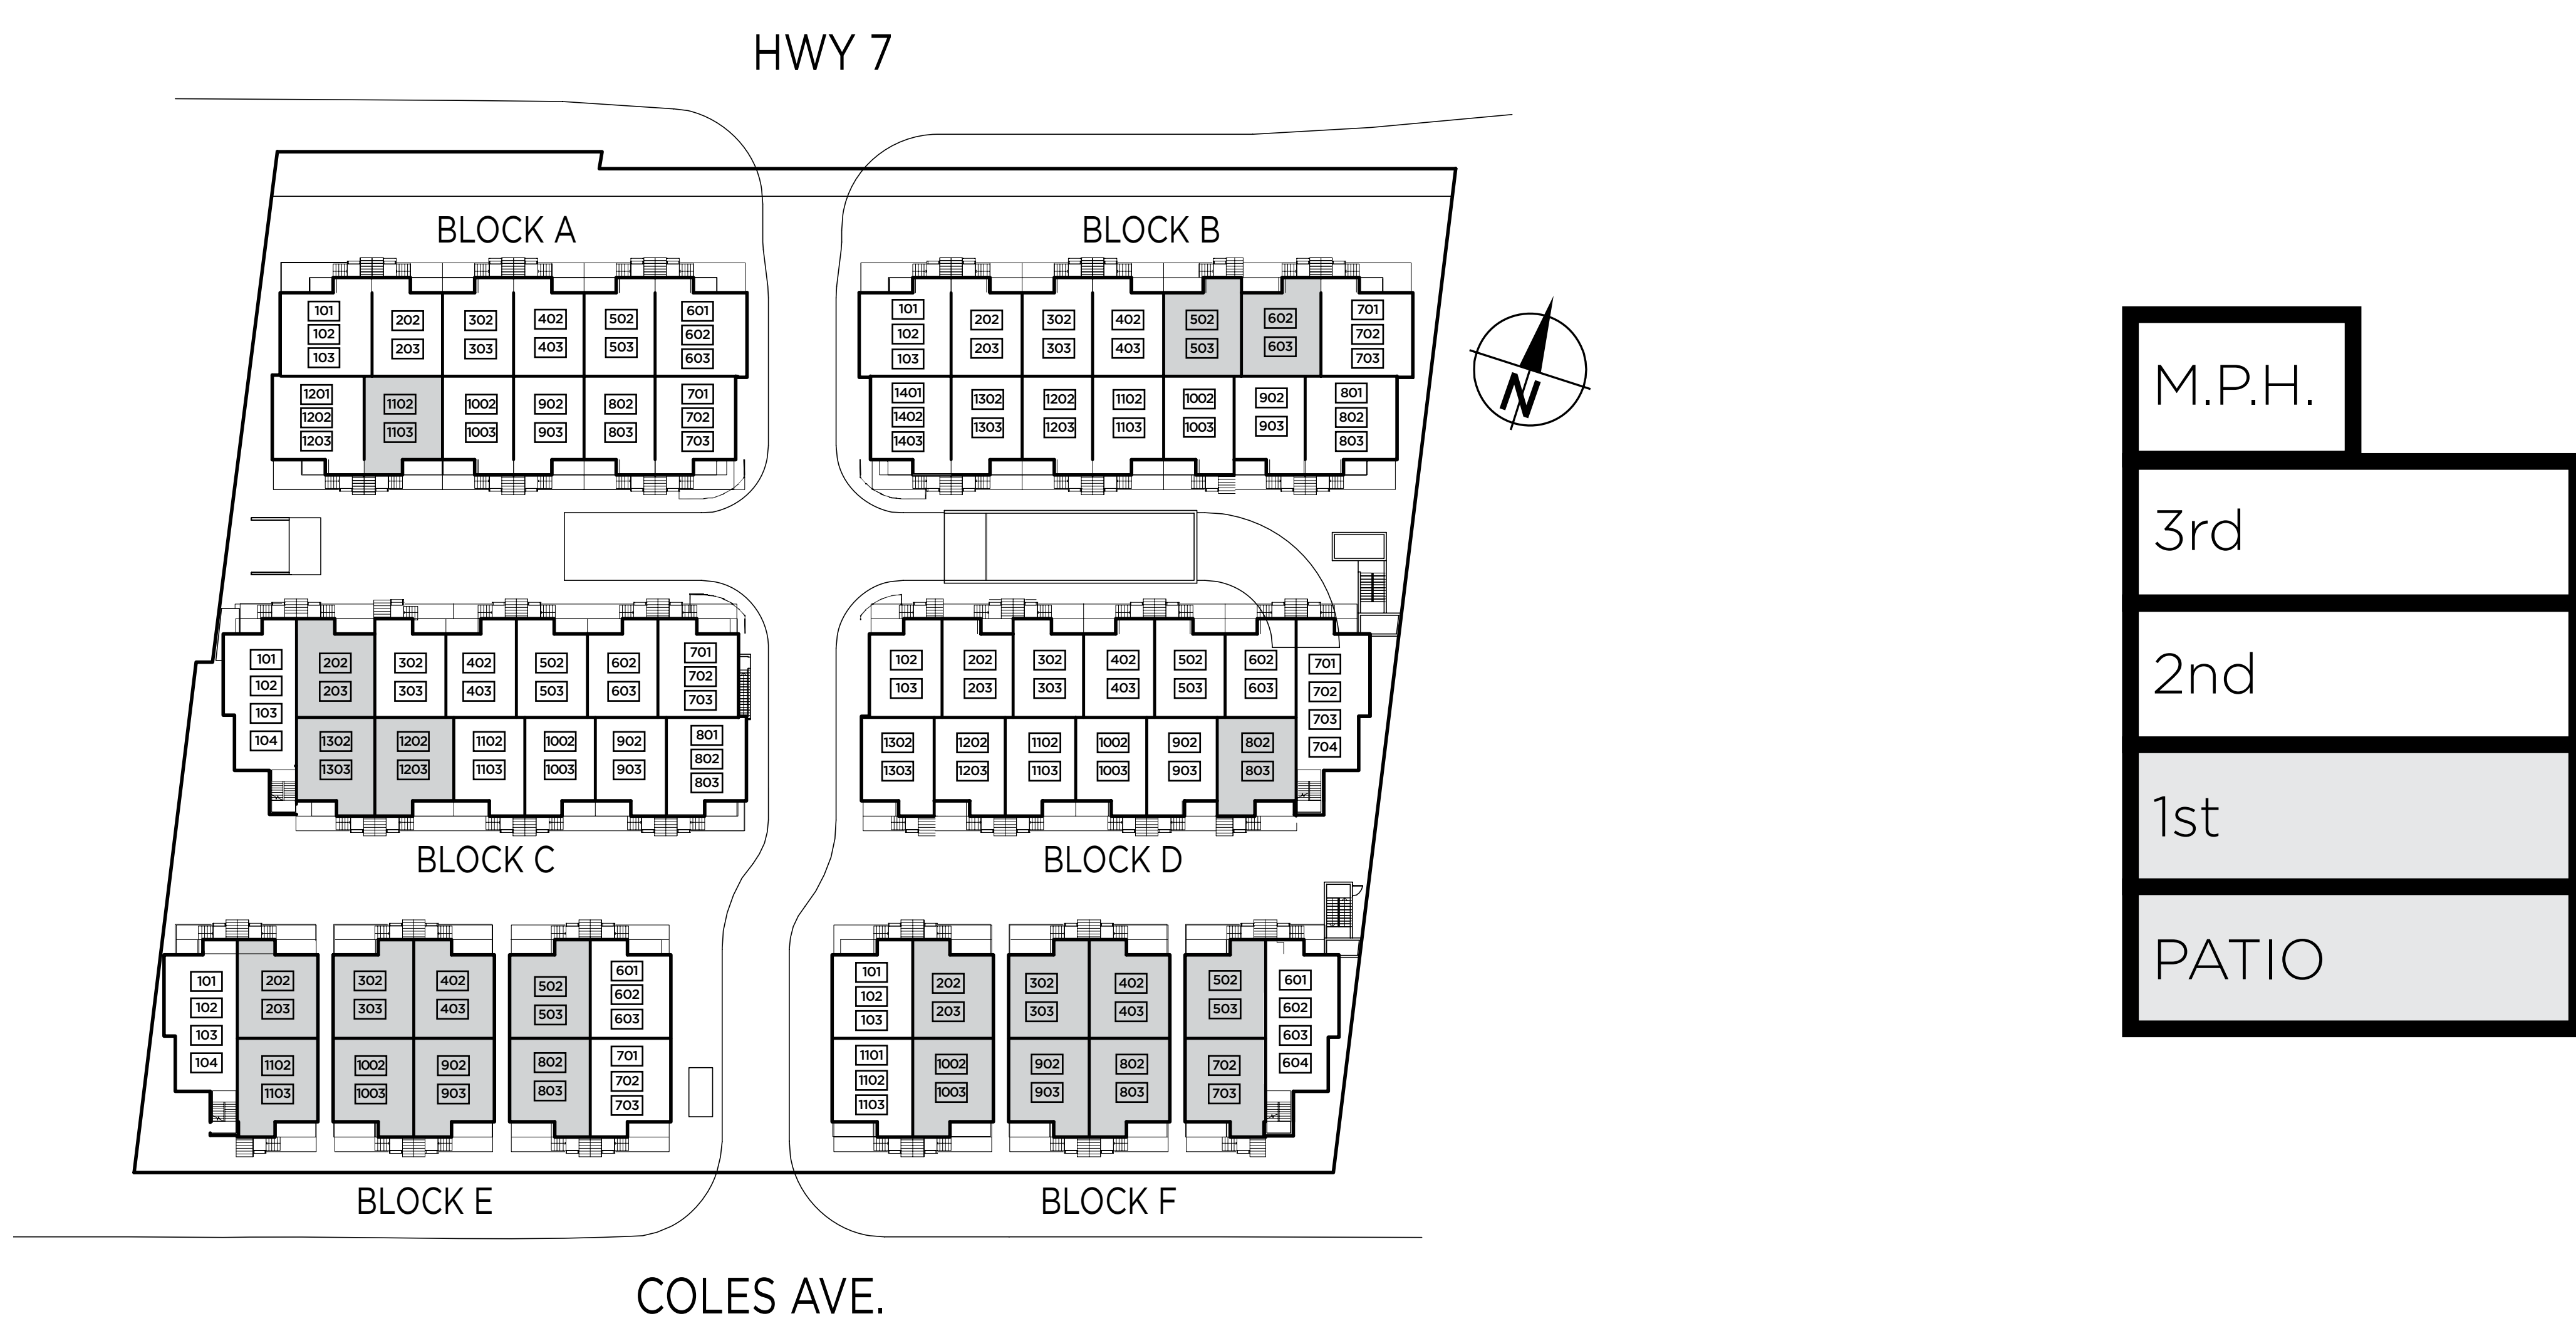 HWY 7
BLOCK A
BLOCK B
101 202 302 402 502 601
102 203 303 403 503 602
103 603
1201 1102 1002 902 802 701
1202 1103 1003 903 803 702
1203 703
101 202 302 402 502 602 701
102 203 303 403 503 603 702
103 703
1401 1302 1202 1102 1002 902 801
1402 1303 1203 1103 1003 903 802
1403 803
N
101 202 302 402 502 602 701
102 203 303 403 503 603 702
103 703
104 1302 1202 1102 1002 902 801
1303 1203 1103 1003 903 802
803
102 202 302 402 502 602 701
103 203 303 403 503 603 702
703
1302 1202 1102 1002 902 802 704
1303 1203 1103 1003 903 803
BLOCK C
BLOCK D
101 202 302 402 502 601
102 203 303 403 503 602
603
103 1102 1002 902 802 701
104 1103 1003 903 803 702
703
101 202 302 402 502 601
102 203 303 403 503 602
103
1101 1002 902 802 702 603
1102 1003 903 803 703 604
1103
BLOCK E
BLOCK F
COLES AVE.
M.P.H.
3rd
2nd
1st
PATIO